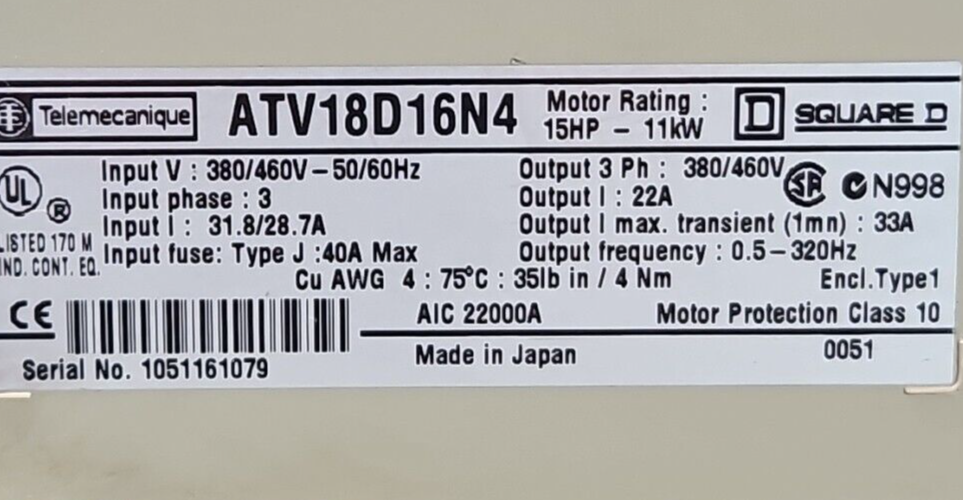 Telemecanique ATV18D16N4 Motor Rating : 15HP – 11kW D SQUARE D
Input V : 380/460V – 50/60Hz Output 3 Ph : 380/460V
Input phase : 3 Output I : 22A
Input I : 31.8/28.7A Output I max. transient (1mn) : 33A
Input fuse: Type J :40A Max Output frequency : 0.5–320Hz
Cu AWG 4 : 75°C : 35lb in / 4 Nm Encl.Type1
UL ®
LISTED 170 M
IND. CONT. EQ.
SA N998
CE AIC 22000A Motor Protection Class 10
Serial No. 1051161079 Made in Japan 0051